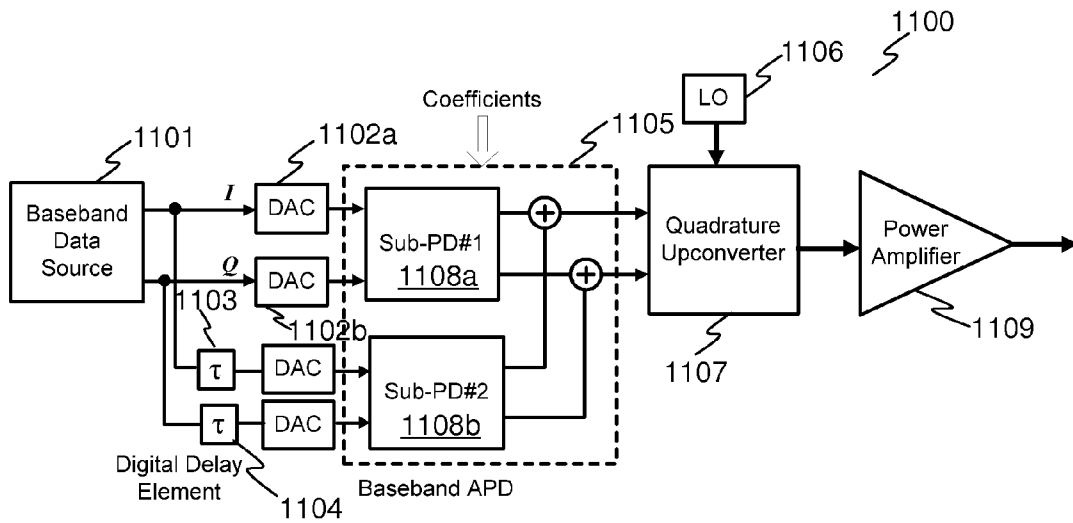 1100
1106
LO
Coefficients
1105
1101
1102a
Baseband
Data
Source
I
DAC
Q
DAC
1103
1102b
Sub-PD#1
1108a
+
+
Quadrature
Upconverter
1107
Power
Amplifier
1109
τ
DAC
τ
DAC
Sub-PD#2
1108b
Digital Delay
Element
1104
Baseband APD